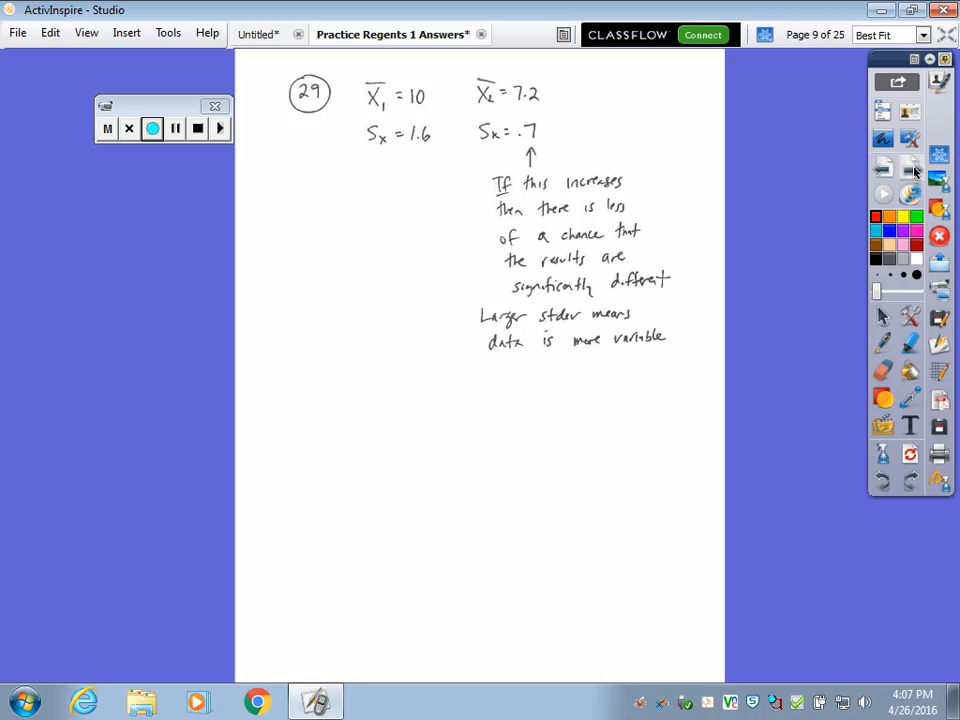 ActivInspire - Studio
File Edit View Insert Tools Help
Untitled*
Practice Regents 1 Answers*
CLASSFLOW Connect
Page 9 of 25
Best Fit
29
X̄₁ = 10
X̄₂ = 7.2
Sx = 1.6
Sx = .7
If this increases
then there is less
of a chance that
the results are
significantly different
Larger stdev means
data is more variable
4:07 PM
4/26/2016